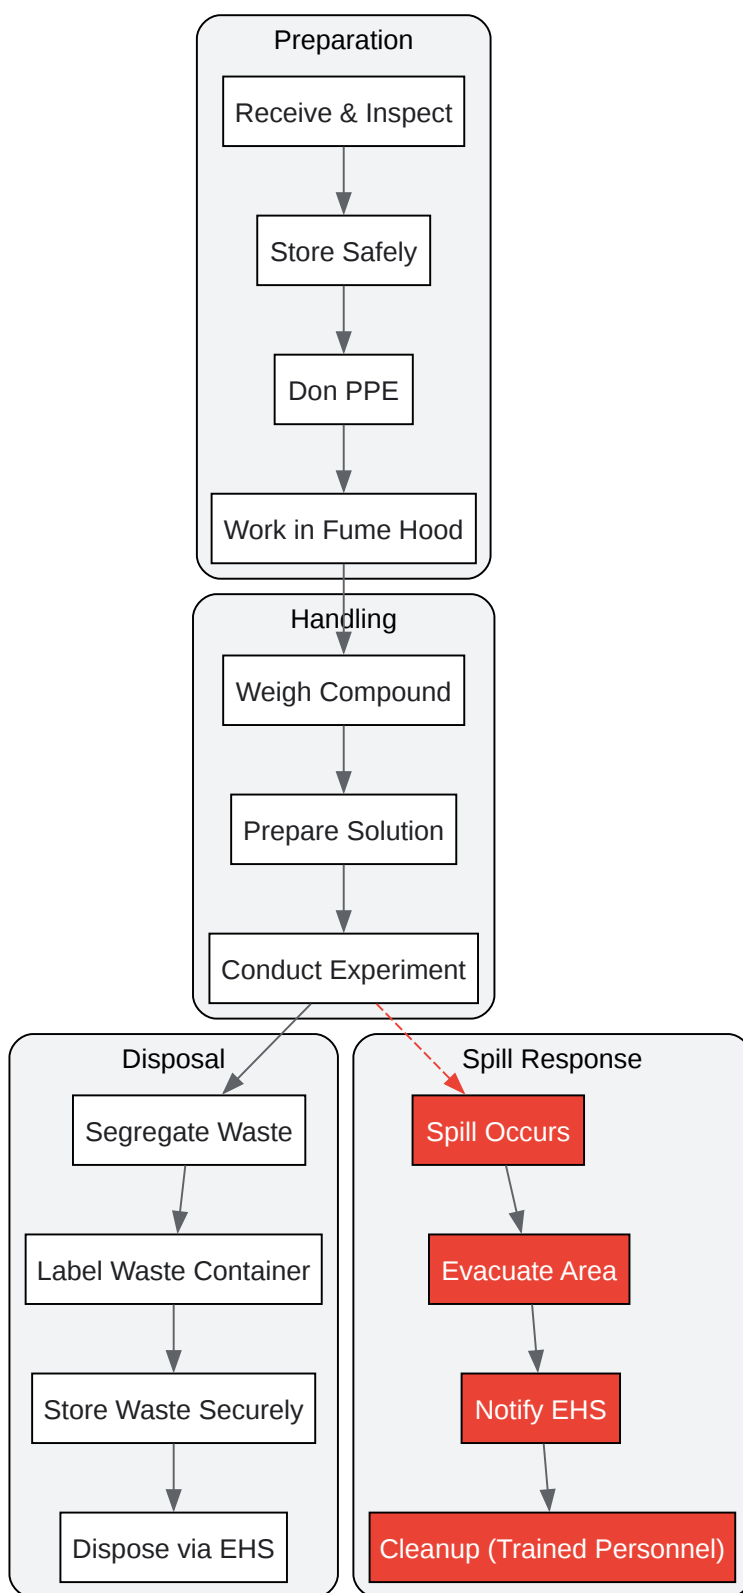 Preparation
Receive & Inspect
Store Safely
Don PPE
Work in Fume Hood
Handling
Weigh Compound
Prepare Solution
Conduct Experiment
Disposal
Segregate Waste
Label Waste Container
Store Waste Securely
Dispose via EHS
Spill Response
Spill Occurs
Evacuate Area
Notify EHS
Cleanup (Trained Personnel)